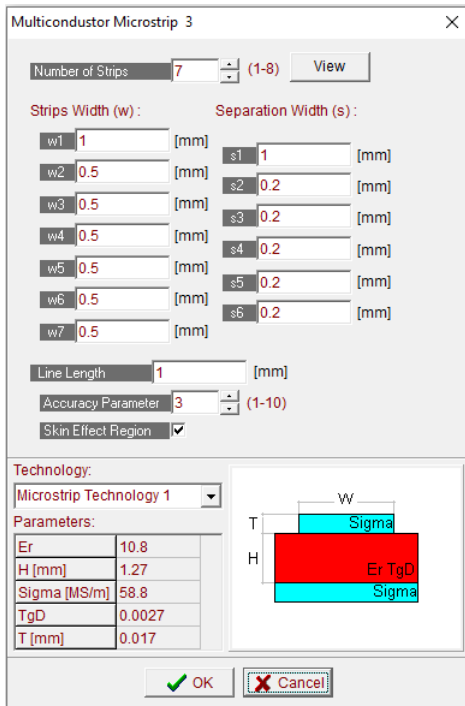 Multicondustor Microstrip 3
Number of Strips 7 (1-8) View
Strips Width (w) : Separation Width (s) :
w1 1 [mm]
s1 1 [mm]
w2 0.5 [mm]
s2 0.2 [mm]
w3 0.5 [mm]
s3 0.2 [mm]
w4 0.5 [mm]
s4 0.2 [mm]
w5 0.5 [mm]
s5 0.2 [mm]
w6 0.5 [mm]
s6 0.2 [mm]
w7 0.5 [mm]
Line Length 1 [mm]
Accuracy Parameter 3 (1-10)
Skin Effect Region
Technology:
Microstrip Technology 1
Parameters:
Er 10.8
H [mm] 1.27
Sigma [MS/m] 58.8
TgD 0.0027
T [mm] 0.017
W
T Sigma
H
Er TgD
Sigma
OK Cancel